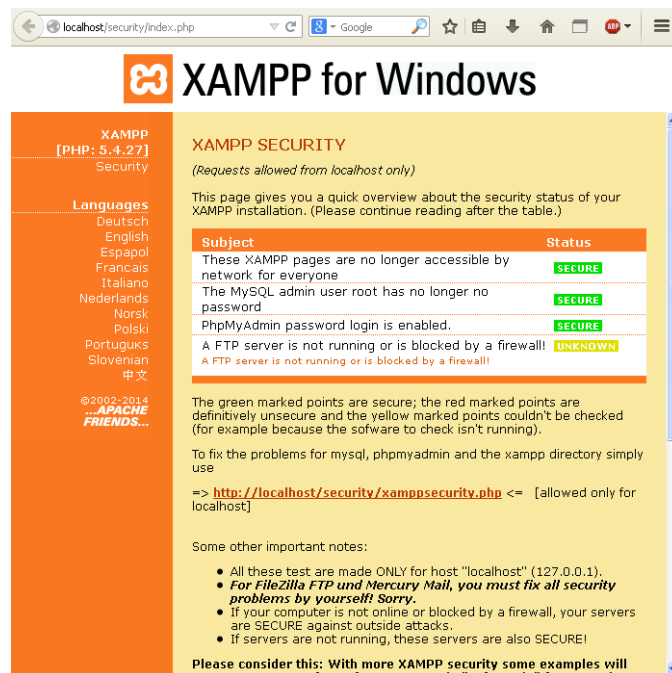 localhost/security/index.php
Google
ABP
XAMPP for Windows
XAMPP
[PHP: 5.4.27]
Security
Languages
Deutsch
English
Espanol
Francais
Italiano
Nederlands
Norsk
Polski
Portuguкs
Slovenian
中文
©2002-2014
...APACHE
FRIENDS...
XAMPP SECURITY
(Requests allowed from localhost only)
This page gives you a quick overview about the security status of your
XAMPP installation. (Please continue reading after the table.)
Subject Status
These XAMPP pages are no longer accessible by
network for everyone SECURE
The MySQL admin user root has no longer no
password SECURE
PhpMyAdmin password login is enabled. SECURE
A FTP server is not running or is blocked by a firewall! UNKNOWN
A FTP server is not running or is blocked by a firewall!
The green marked points are secure; the red marked points are
definitively unsecure and the yellow marked points couldn't be checked
(for example because the sofware to check isn't running).
To fix the problems for mysql, phpmyadmin and the xampp directory simply
use
=> http://localhost/security/xamppsecurity.php <= [allowed only for
localhost]
Some other important notes:
• All these test are made ONLY for host "localhost" (127.0.0.1).
• For FileZilla FTP und Mercury Mail, you must fix all security
problems by yourself! Sorry.
• If your computer is not online or blocked by a firewall, your servers
are SECURE against outside attacks.
• If servers are not running, these servers are also SECURE!
Please consider this: With more XAMPP security some examples will